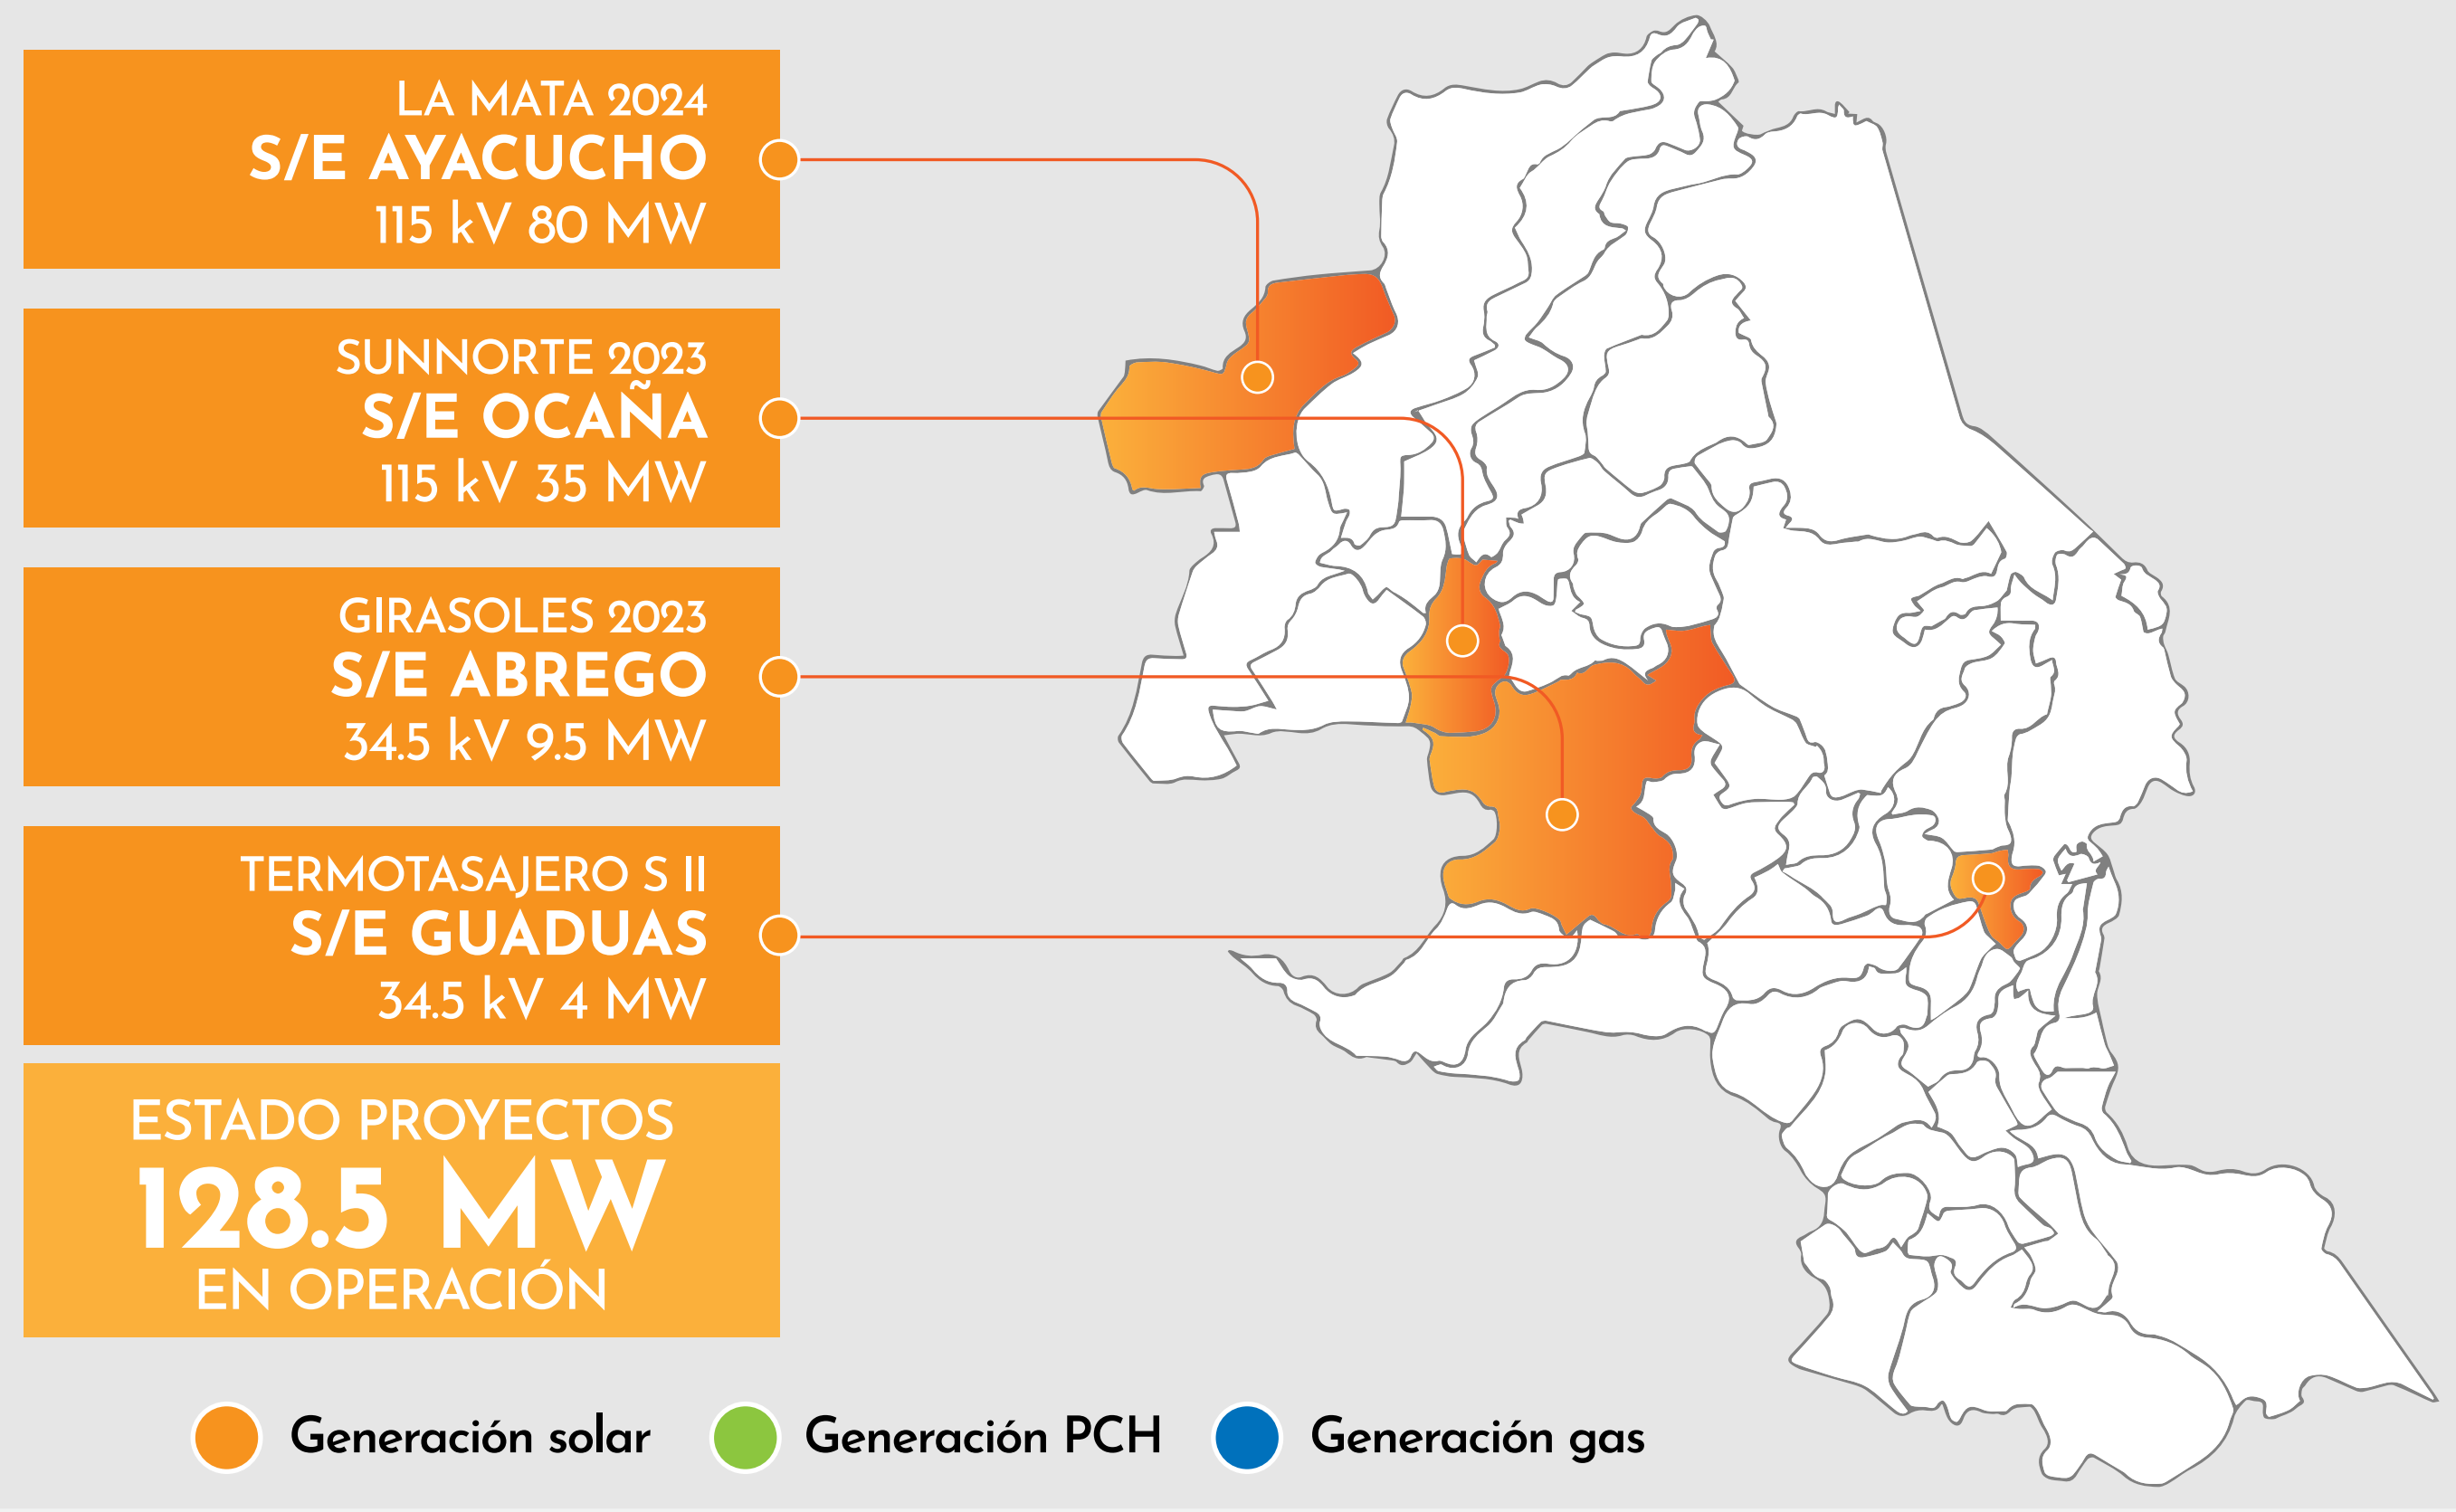 LA MATA 2024
S/E AYACUCHO
115 kV 80 MW
SUNNORTE 2023
S/E OCAÑA
115 kV 35 MW
GIRASOLES 2023
S/E ABREGO
34.5 kV 9.5 MW
TERMOTASAJERO S II
S/E GUADUAS
34.5 kV 4 MW
ESTADO PROYECTOS
128.5 MW
EN OPERACIÓN
Generación solar
Generación PCH
Generación gas